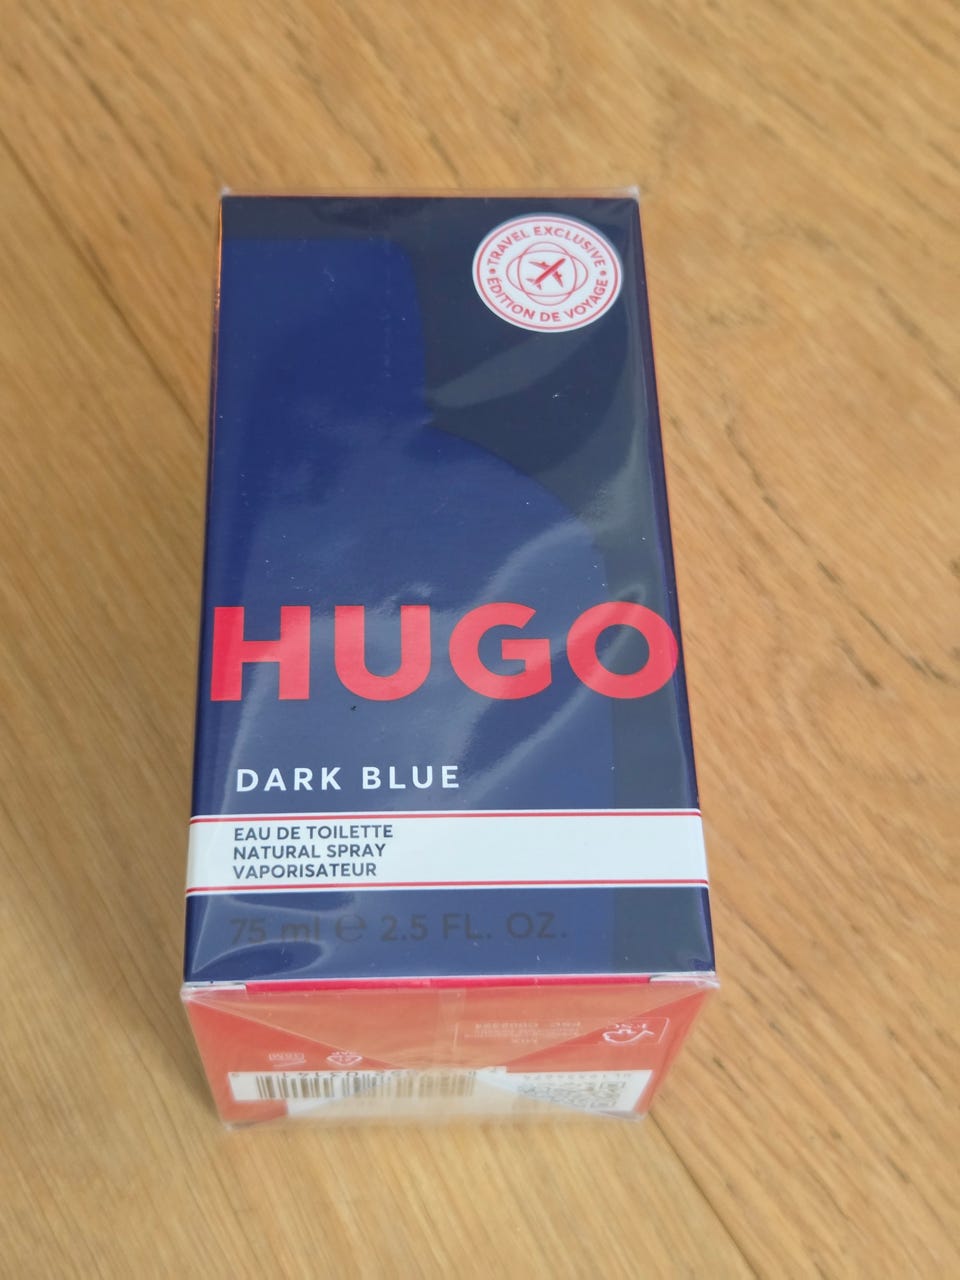 TRAVEL EXCLUSIVE
ÉDITION DE VOYAGE
HUGO
DARK BLUE
EAU DE TOILETTE
NATURAL SPRAY
VAPORISATEUR
75 ml ℮ 2.5 FL. OZ.